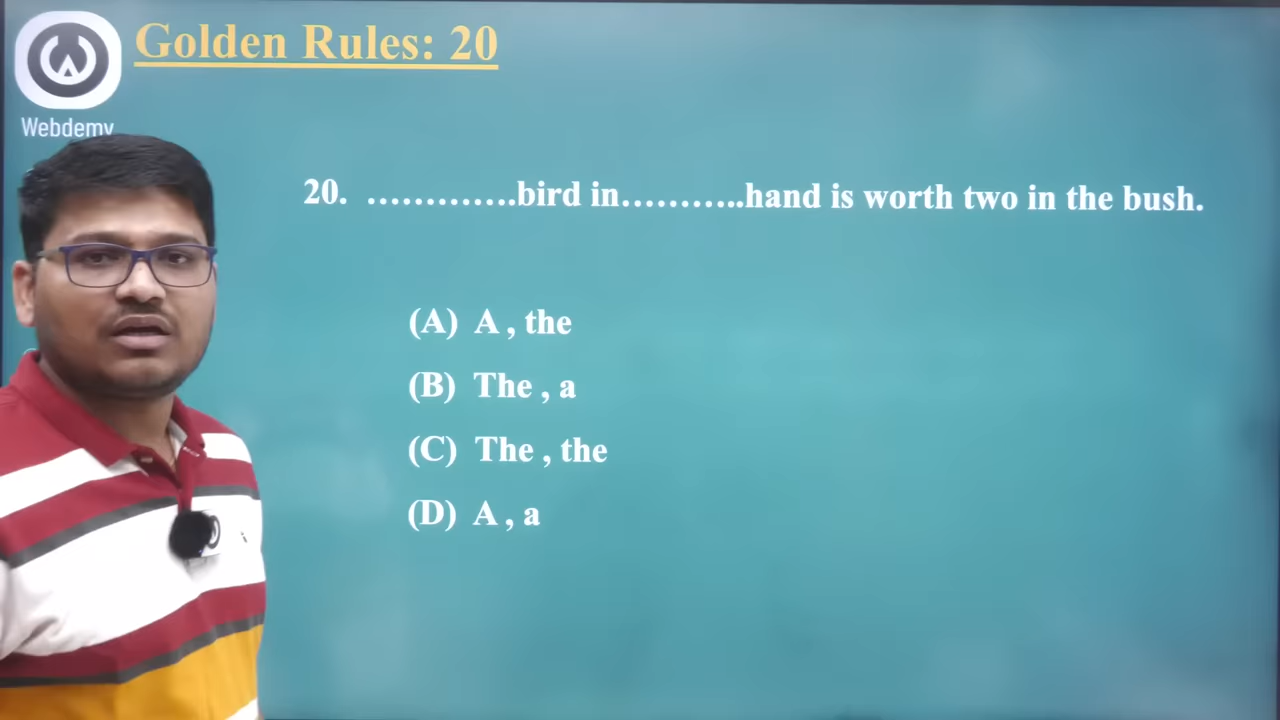 Golden Rules: 20
Webdemy
20. ………….bird in………..hand is worth two in the bush.
(A) A , the
(B) The , a
(C) The , the
(D) A , a